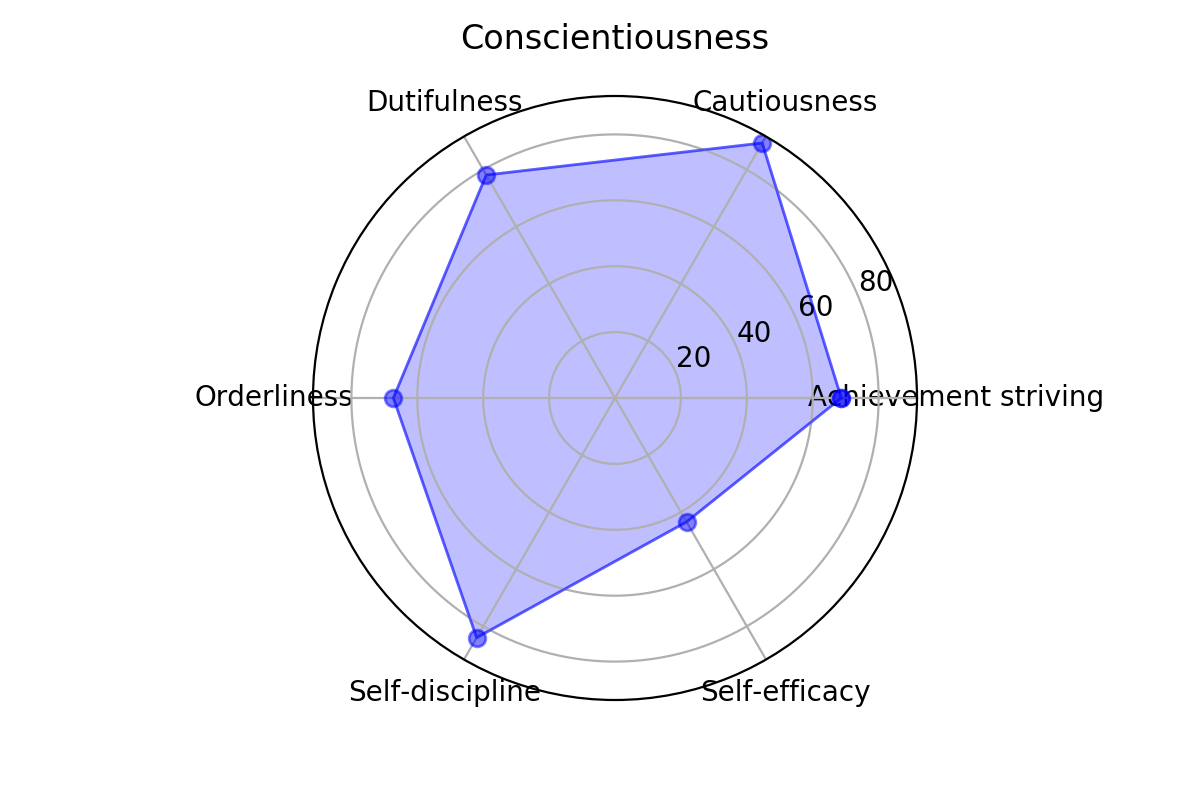 Conscientiousness
Dutifulness
Cautiousness
80
60
40
20
Orderliness
Achievement striving
Self-discipline
Self-efficacy